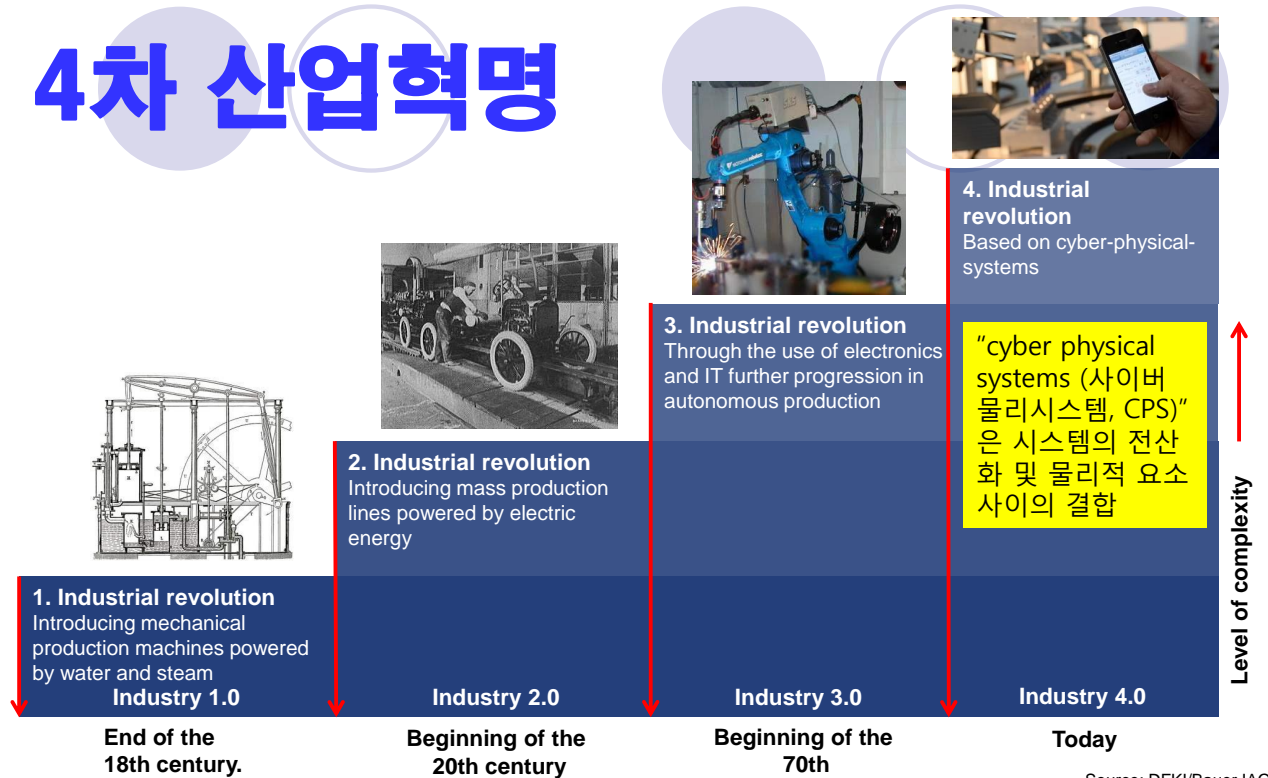 4차 산업혁명
4. Industrial
revolution
Based on cyber-physical-
systems
3. Industrial revolution
Through the use of electronics
and IT further progression in
autonomous production
"cyber physical
systems (사이버
물리시스템, CPS)"
은 시스템의 전산
화 및 물리적 요소
사이의 결합
2. Industrial revolution
Introducing mass production
lines powered by electric
energy
Level of complexity
1. Industrial revolution
Introducing mechanical
production machines powered
by water and steam
Industry 1.0
Industry 2.0
Industry 3.0
Industry 4.0
End of the
18th century.
Beginning of the
20th century
Beginning of the
70th
Today